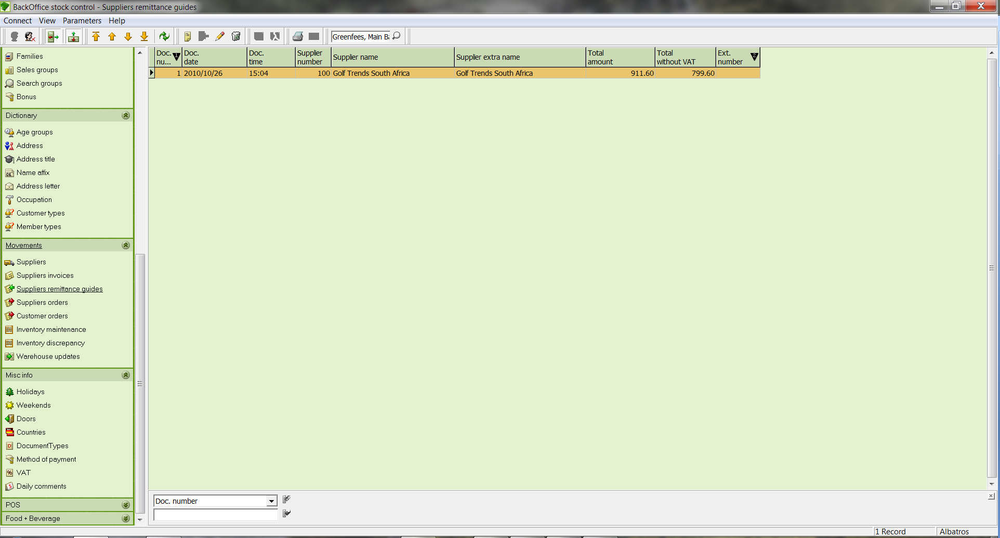 BackOffice stock control - Suppliers remittance guides
Connect View Parameters Help
Greenfees, Main Ba
Families
Sales groups
Search groups
Bonus
Dictionary
Age groups
Address
Address title
Name affix
Address letter
Occupation
Customer types
Member types
Movements
Suppliers
Suppliers invoices
Suppliers remittance guides
Suppliers orders
Customer orders
Inventory maintenance
Inventory discrepancy
Warehouse updates
Misc info
Holidays
Weekends
Doors
Countries
DocumentTypes
Method of payment
VAT
Daily comments
POS
Food + Beverage
Doc. nu... 1 Doc. date Doc. time Supplier number Supplier name Supplier extra name Total amount Total without VAT Ext. number 2
1 2010/10/26 15:04 100 Golf Trends South Africa Golf Trends South Africa 911.60 799.60
Doc. number
1 Record Albatros